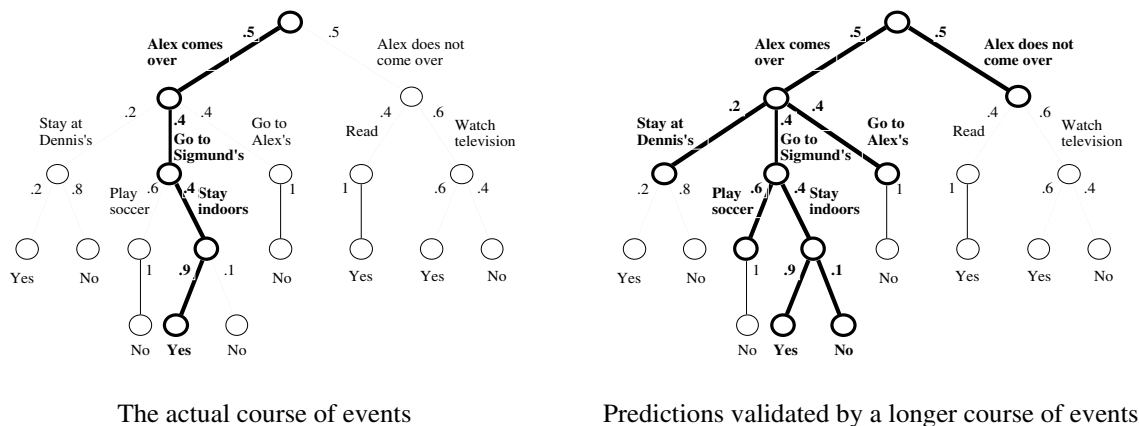 .5 .5
Alex comes
over
Alex does not
come over
.2 .4 .4 .4 .6
Stay at
Dennis's
Go to
Sigmund's
Go to
Alex's
Read
Watch
television
.2 .8
Play
soccer
.6 .4
Stay
indoors
1 1 .6 .4
Yes No
1 .9 .1
No Yes Yes No
No Yes No
The actual course of events
.5 .5
Alex comes
over
Alex does not
come over
.2 .4 .4 .4 .6
Stay at
Dennis's
Go to
Sigmund's
Go to
Alex's
Read
Watch
television
.2 .8
Play
soccer
.6 .4
Stay
indoors
1 1 .6 .4
Yes No
1 .9 .1
No Yes Yes No
No Yes No
Predictions validated by a longer course of events